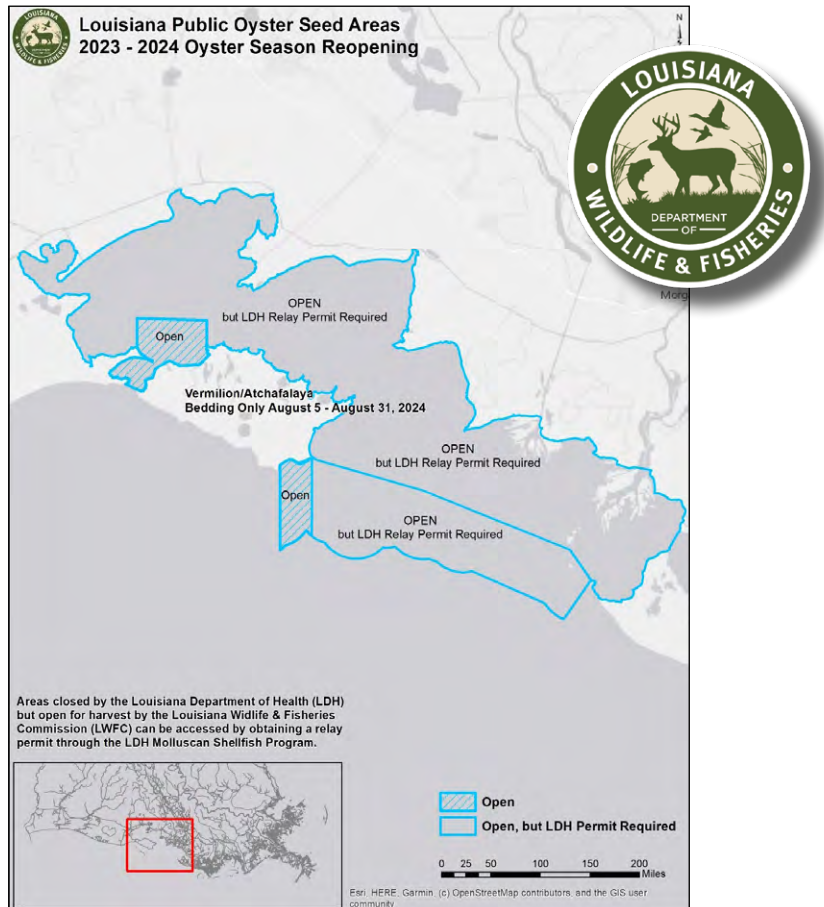 Louisiana Public Oyster Seed Areas
2023 - 2024 Oyster Season Reopening
N
LOUISIANA
DEPARTMENT
OF
WILDLIFE & FISHERIES
Morg
OPEN
but LDH Relay Permit Required
Open
Vermilion/Atchafalaya
Bedding Only August 5 - August 31, 2024
OPEN
but LDH Relay Permit Required
Open
OPEN
but LDH Relay Permit Required
Areas closed by the Louisiana Department of Health (LDH)
but open for harvest by the Louisiana Widlife & Fisheries
Commission (LWFC) can be accessed by obtaining a relay
permit through the LDH Molluscan Shellfish Program.
Open
Open, but LDH Permit Required
0 25 50 100 150 200
Miles
Esri, HERE, Garmin, (c) OpenStreetMap contributors, and the GIS user
community